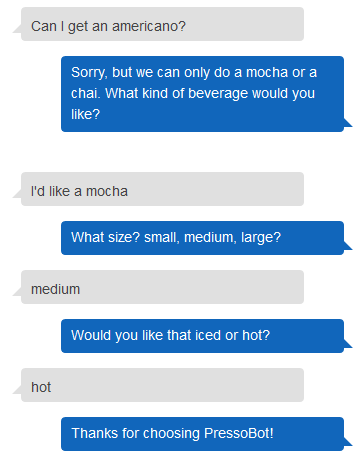 Can I get an americano?
Sorry, but we can only do a mocha or a
chai. What kind of beverage would you
like?
I'd like a mocha
What size? small, medium, large?
medium
Would you like that iced or hot?
hot
Thanks for choosing PressoBot!